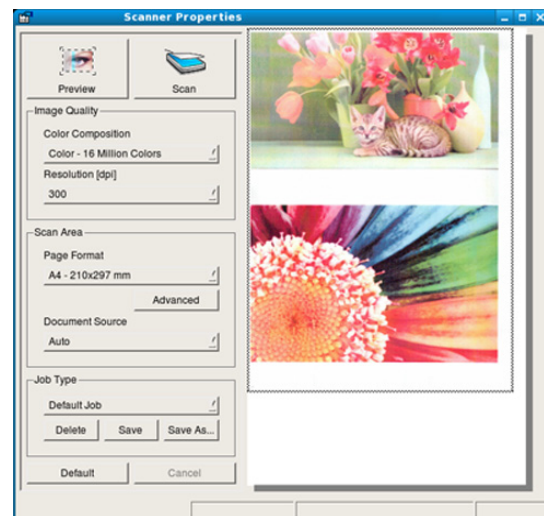 Scanner Properties
Preview
Scan
Image Quality
Color Composition
Color - 16 Million Colors
Resolution [dpi]
300
Scan Area
Page Format
A4 - 210x297 mm
Advanced
Document Source
Auto
Job Type
Default Job
Delete Save Save As...
Default Cancel